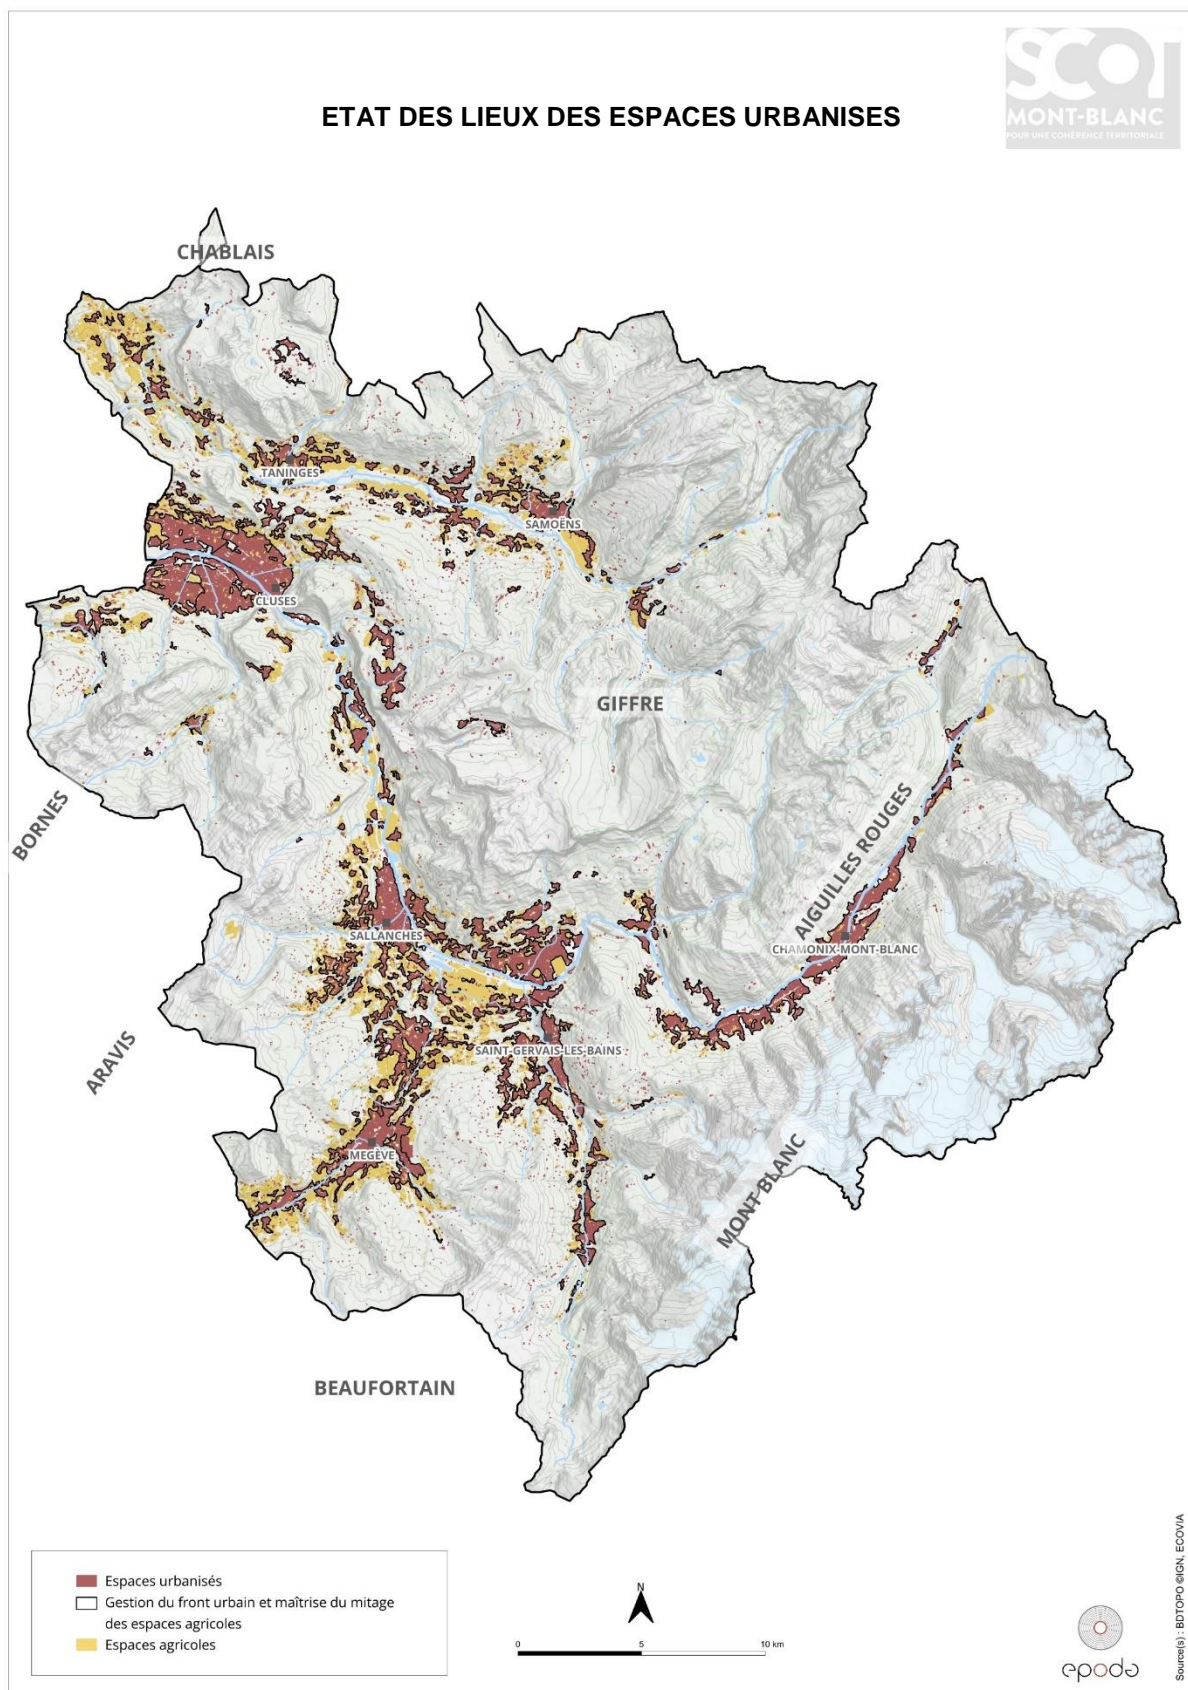 SCOT
MONT-BLANC
POUR UNE COHÉRENCE TERRITORIALE
ETAT DES LIEUX DES ESPACES URBANISES
CHABLAIS
TANINGES
SAMOËNS
CLUSES
GIFFRE
BORNES
AIGUILLES ROUGES
SALLANCHES
CHAMONIX-MONT-BLANC
ARAVIS
SAINT-GERVAIS-LES-BAINS
MEGÈVE
MONT BLANC
BEAUFORTAIN
Espaces urbanisés
Gestion du front urbain et maîtrise du mitage
des espaces agricoles
Espaces agricoles
N
0 5 10 km
epode
Source(s) : BDTOPO ©IGN, ECOVIA